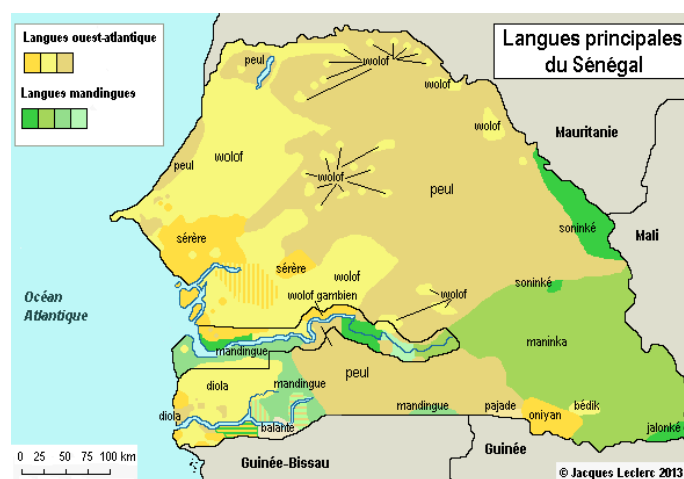 Langues ouest-atlantique
Langues mandingues
Langues principales
du Sénégal
peul
wolof
wolof
wolof
Mauritanie
wolof
peul
wolof
peul
soninké
Mali
sérère
sérère
wolof
soninké
wolof
wolof gambien
Océan
Atlantique
maninka
mandingue
peul
diola
mandingue
diola
mandingue
pajade
bédik
oniyan
balante
jalonké
Guinée
Guinée-Bissau
0 25 50 75 100 km
© Jacques Leclerc 2013